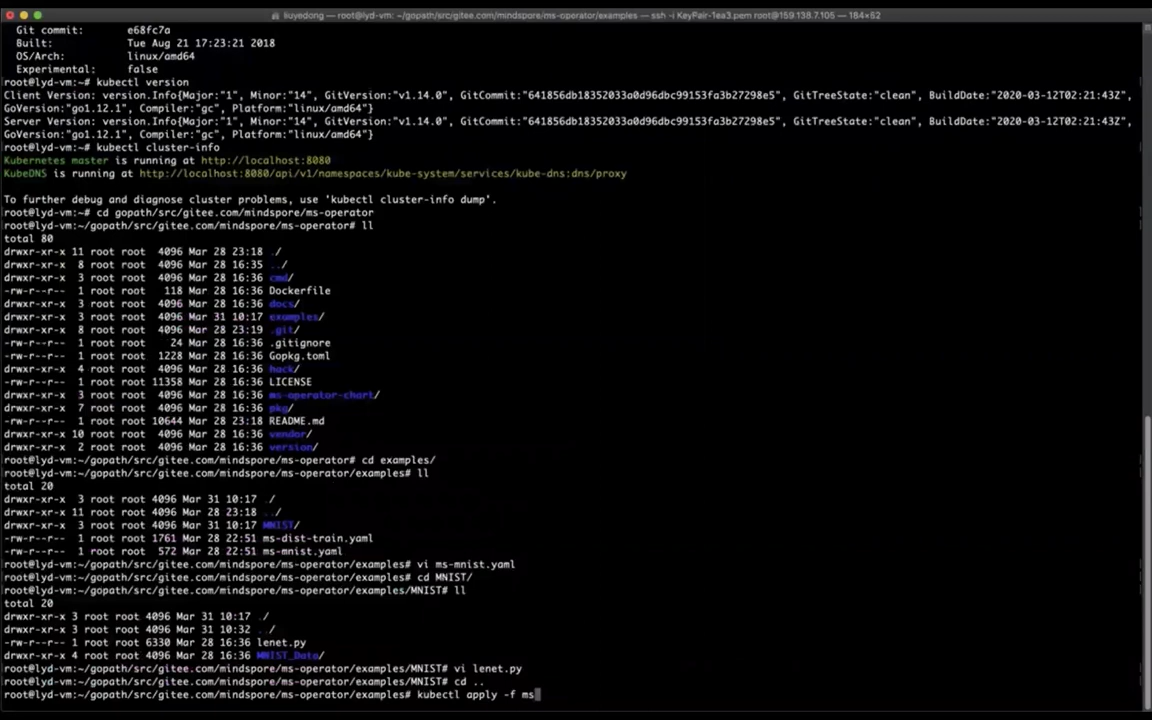 liuyedong — root@lyd-vm: ~/gopath/src/gitee.com/mindspore/ms-operator/examples — ssh -i KeyPair-1ea3.pem root@159.138.7.105 — 184×52
Git commit: e68fc7a
Built: Tue Aug 21 17:23:21 2018
OS/Arch: linux/amd64
Experimental: false
root@lyd-vm:~# kubectl version
Client Version: version.Info{Major:"1", Minor:"14", GitVersion:"v1.14.0", GitCommit:"641856db18352033a0d96dbc99153fa3b27298e5", GitTreeState:"clean", BuildDate:"2020-03-12T02:21:43Z",
GoVersion:"go1.12.1", Compiler:"gc", Platform:"linux/amd64"}
Server Version: version.Info{Major:"1", Minor:"14", GitVersion:"v1.14.0", GitCommit:"641856db18352033a0d96dbc99153fa3b27298e5", GitTreeState:"clean", BuildDate:"2020-03-12T02:21:43Z",
GoVersion:"go1.12.1", Compiler:"gc", Platform:"linux/amd64"}
root@lyd-vm:~# kubectl cluster-info
Kubernetes master is running at http://localhost:8080
KubeDNS is running at http://localhost:8080/api/v1/namespaces/kube-system/services/kube-dns:dns/proxy
To further debug and diagnose cluster problems, use 'kubectl cluster-info dump'.
root@lyd-vm:~# cd gopath/src/gitee.com/mindspore/ms-operator
root@lyd-vm:~/gopath/src/gitee.com/mindspore/ms-operator# ll
total 80
drwxr-xr-x 11 root root 4096 Mar 28 23:18 ./
drwxr-xr-x 8 root root 4096 Mar 28 16:35 ../
drwxr-xr-x 3 root root 4096 Mar 28 16:36 cmd/
-rw-r--r-- 1 root root 118 Mar 28 16:36 Dockerfile
drwxr-xr-x 3 root root 4096 Mar 28 16:36 docs/
drwxr-xr-x 3 root root 4096 Mar 31 10:17 examples/
drwxr-xr-x 8 root root 4096 Mar 28 23:19 .git/
-rw-r--r-- 1 root root 24 Mar 28 16:36 .gitignore
-rw-r--r-- 1 root root 1228 Mar 28 16:36 Gopkg.toml
drwxr-xr-x 4 root root 4096 Mar 28 16:36 hack/
-rw-r--r-- 1 root root 11358 Mar 28 16:36 LICENSE
drwxr-xr-x 3 root root 4096 Mar 28 16:36 ms-operator-chart/
drwxr-xr-x 7 root root 4096 Mar 28 16:36 pkg/
-rw-r--r-- 1 root root 10644 Mar 28 23:18 README.md
drwxr-xr-x 10 root root 4096 Mar 28 16:36 vendor/
drwxr-xr-x 2 root root 4096 Mar 28 16:36 version/
root@lyd-vm:~/gopath/src/gitee.com/mindspore/ms-operator# cd examples/
root@lyd-vm:~/gopath/src/gitee.com/mindspore/ms-operator/examples# ll
total 20
drwxr-xr-x 3 root root 4096 Mar 31 10:17 ./
drwxr-xr-x 11 root root 4096 Mar 28 23:18 ../
drwxr-xr-x 3 root root 4096 Mar 31 10:17 MNIST/
-rw-r--r-- 1 root root 1761 Mar 28 22:51 ms-dist-train.yaml
-rw-r--r-- 1 root root 572 Mar 28 22:51 ms-mnist.yaml
root@lyd-vm:~/gopath/src/gitee.com/mindspore/ms-operator/examples# vi ms-mnist.yaml
root@lyd-vm:~/gopath/src/gitee.com/mindspore/ms-operator/examples# cd MNIST/
root@lyd-vm:~/gopath/src/gitee.com/mindspore/ms-operator/examples/MNIST# ll
total 20
drwxr-xr-x 3 root root 4096 Mar 31 10:17 ./
drwxr-xr-x 3 root root 4096 Mar 31 10:32 ../
-rw-r--r-- 1 root root 6330 Mar 28 16:36 lenet.py
drwxr-xr-x 4 root root 4096 Mar 28 16:36 MNIST_Data/
root@lyd-vm:~/gopath/src/gitee.com/mindspore/ms-operator/examples/MNIST# vi lenet.py
root@lyd-vm:~/gopath/src/gitee.com/mindspore/ms-operator/examples/MNIST# cd ..
root@lyd-vm:~/gopath/src/gitee.com/mindspore/ms-operator/examples# kubectl apply -f ms